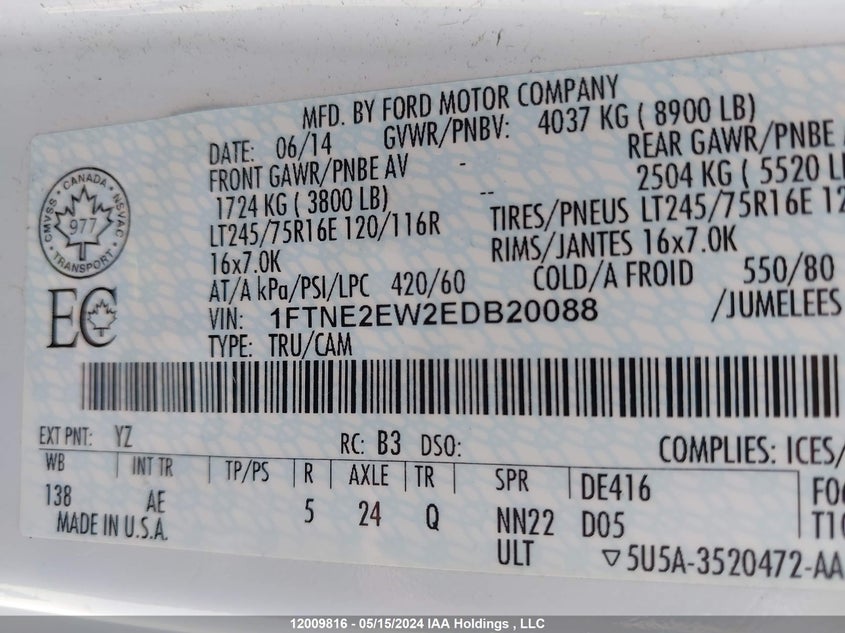 MFD. BY FORD MOTOR COMPANY
DATE: 06/14 GVWR/PNBV: 4037 KG ( 8900 LB)
FRONT GAWR/PNBE AV - REAR GAWR/PNBE
1724 KG ( 3800 LB) -- 2504 KG ( 5520 L
LT245/75R16E 120/116R TIRES/PNEUS LT245/75R16E 12
16x7.0K RIMS/JANTES 16x7.0K
AT/A kPa/PSI/LPC 420/60 COLD/A FROID 550/80
VIN: 1FTNE2EW2EDB20088 /JUMELEES
TYPE: TRU/CAM
CMVSS · CANADA · NSVAC · TRANSPORT ·
977
EC
EXT PNT: YZ RC: B3 DSO: COMPLIES: ICES/
WB INT TR TP/PS R AXLE TR SPR DE416 F0
138 AE 5 24 Q NN22 D05 T1
MADE IN U.S.A. ULT ▽5U5A-3520472-AA
12009816 - 05/15/2024 IAA Holdings , LLC